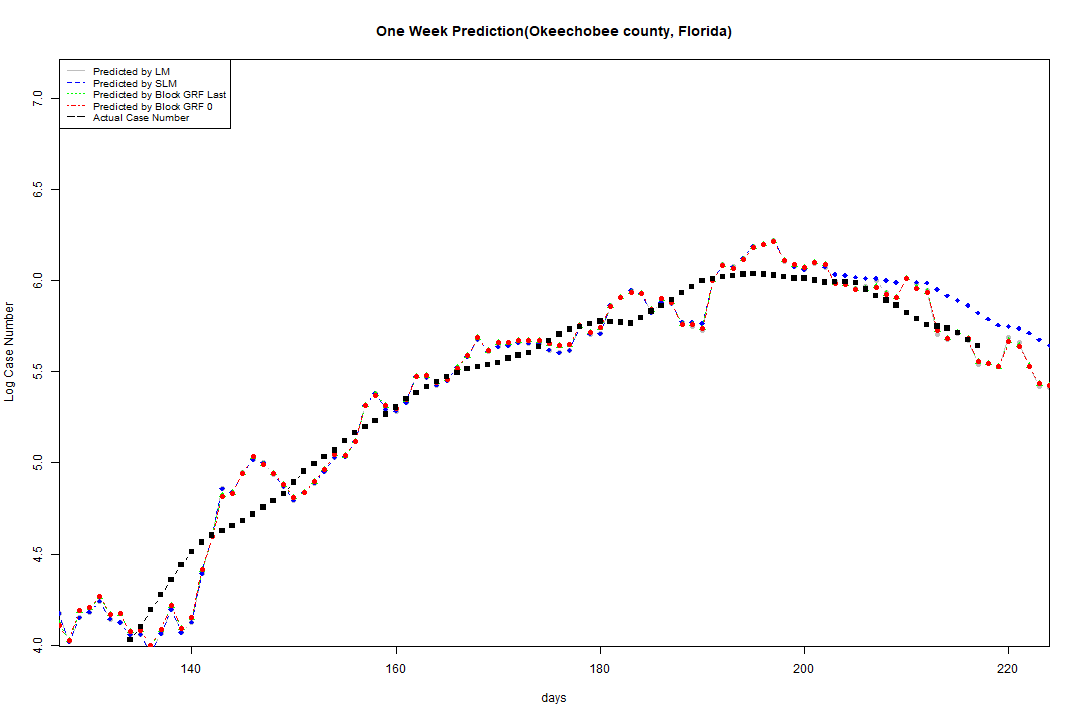 One Week Prediction(Okeechobee county, Florida)
Predicted by LM
Predicted by SLM
Predicted by Block GRF Last
Predicted by Block GRF 0
Actual Case Number
7.0
6.5
6.0
5.5
5.0
4.5
4.0
Log Case Number
140 160 180 200 220
days